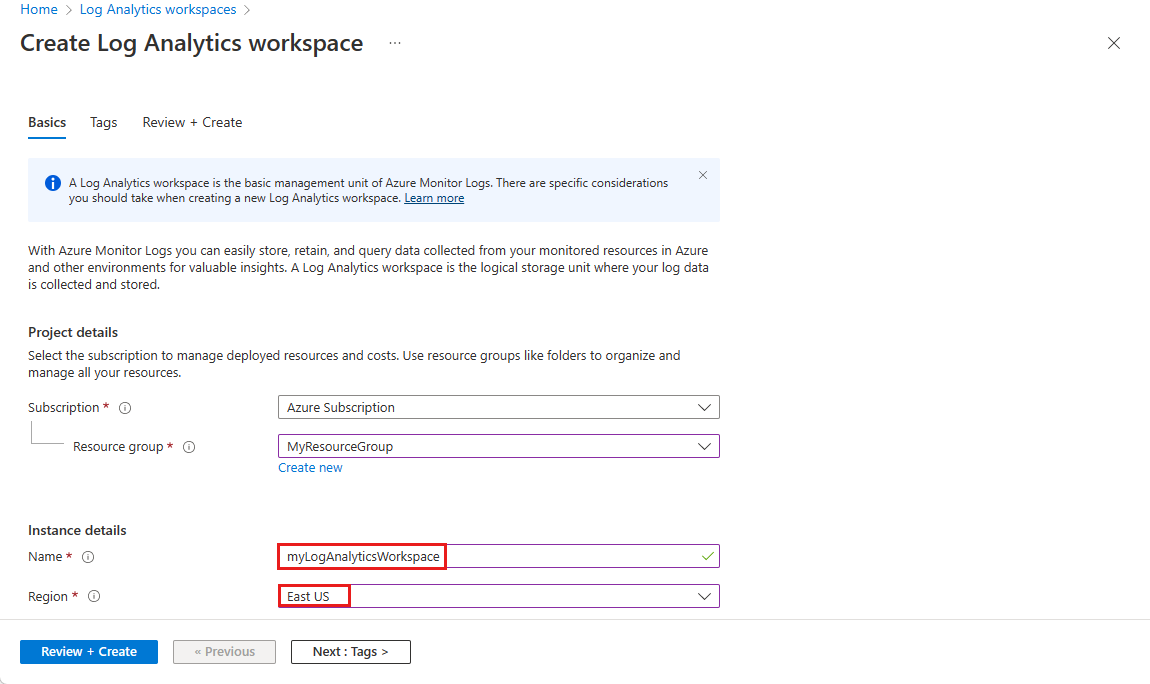 Home > Log Analytics workspaces >
Create Log Analytics workspace ...
Basics Tags Review + Create
A Log Analytics workspace is the basic management unit of Azure Monitor Logs. There are specific considerations
you should take when creating a new Log Analytics workspace. Learn more
With Azure Monitor Logs you can easily store, retain, and query data collected from your monitored resources in Azure
and other environments for valuable insights. A Log Analytics workspace is the logical storage unit where your log data
is collected and stored.
Project details
Select the subscription to manage deployed resources and costs. Use resource groups like folders to organize and
manage all your resources.
Subscription * Azure Subscription
Resource group * MyResourceGroup
Create new
Instance details
Name * myLogAnalyticsWorkspace
Region * East US
Review + Create « Previous Next : Tags >